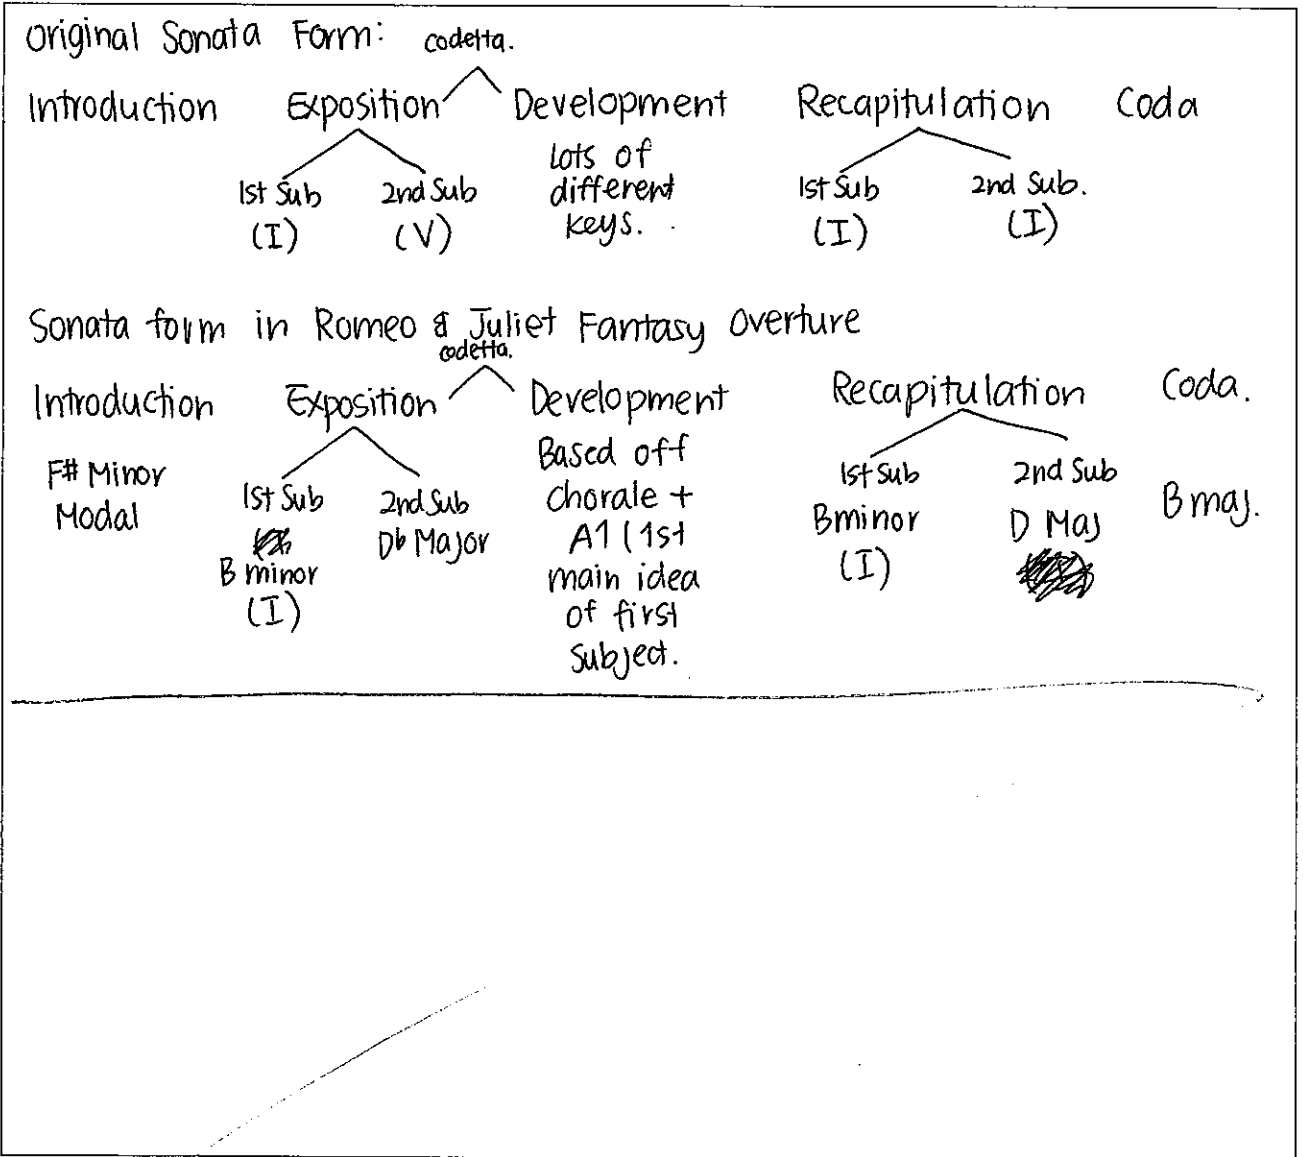 Original Sonata Form: codetta.
Introduction Exposition Development Recapitulation Coda
1st Sub 2nd Sub Lots of different keys. 1st Sub 2nd Sub.
(I) (V) (I) (I)
Sonata form in Romeo & Juliet Fantasy Overture
codetta.
Introduction Exposition Development Recapitulation Coda.
F# Minor Modal
1st Sub 2nd Sub
B minor Db Major
(I)
Based off
chorale +
A1 (1st
main idea
of first
subject.
1st Sub 2nd Sub
B minor D Maj
(I)
B maj.